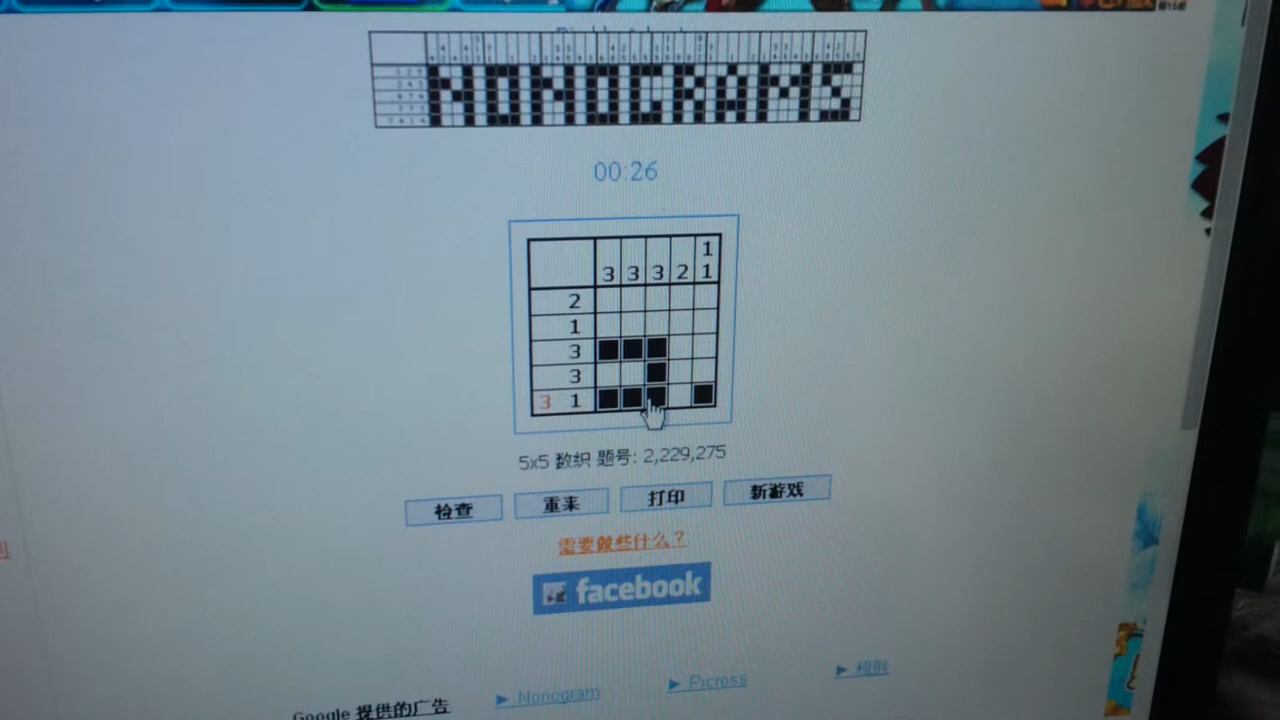 NONOGRAMS
00:26
1
3 3 3 2 1
2
1
3
3
3 1
5x5 数织 题号: 2,229,275
检查 重来 打印 新游戏
需要做些什么？
facebook
► Nonogram ► Picross ► 规则
Google 提供的广告